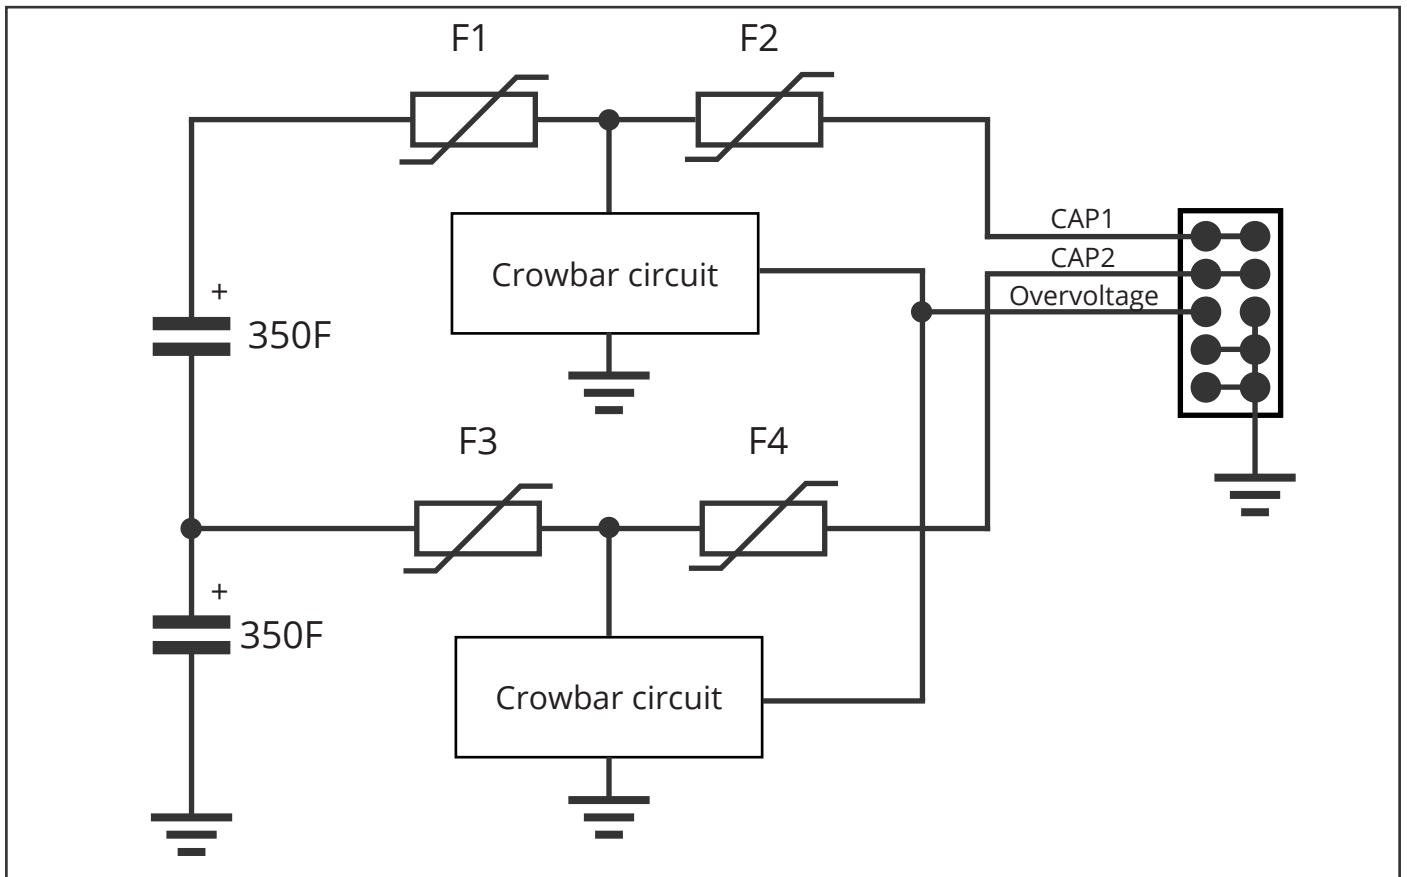 F1
F2
CAP1
CAP2
Overvoltage
Crowbar circuit
+
350F
F3
F4
+
350F
Crowbar circuit